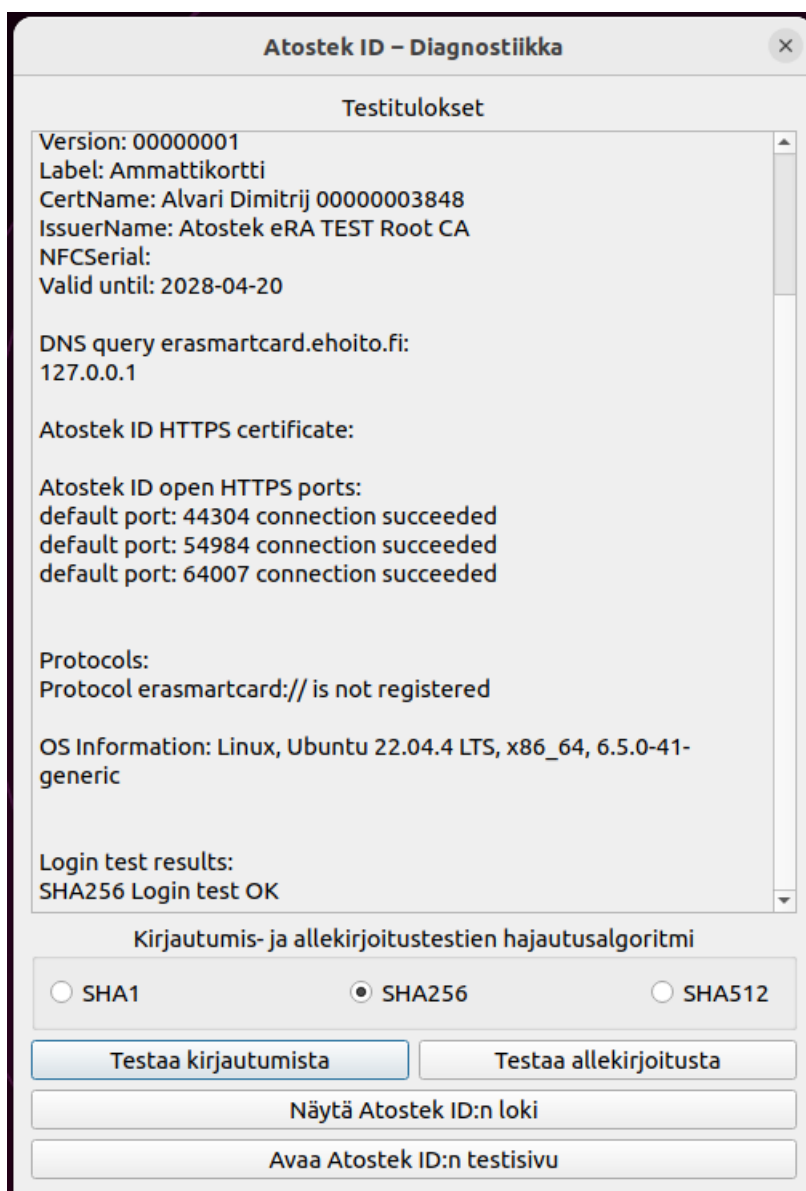 Atostek ID – Diagnostiikka
Testitulokset
Version: 00000001
Label: Ammattikortti
CertName: Alvari Dimitrij 00000003848
IssuerName: Atostek eRA TEST Root CA
NFCSerial:
Valid until: 2028-04-20
DNS query erasmartcard.ehoito.fi:
127.0.0.1
Atostek ID HTTPS certificate:
Atostek ID open HTTPS ports:
default port: 44304 connection succeeded
default port: 54984 connection succeeded
default port: 64007 connection succeeded
Protocols:
Protocol erasmartcard:// is not registered
OS Information: Linux, Ubuntu 22.04.4 LTS, x86_64, 6.5.0-41-
generic
Login test results:
SHA256 Login test OK
Kirjautumis- ja allekirjoitustestien hajautusalgoritmi
SHA1 SHA256 SHA512
Testaa kirjautumista Testaa allekirjoitusta
Näytä Atostek ID:n loki
Avaa Atostek ID:n testisivu